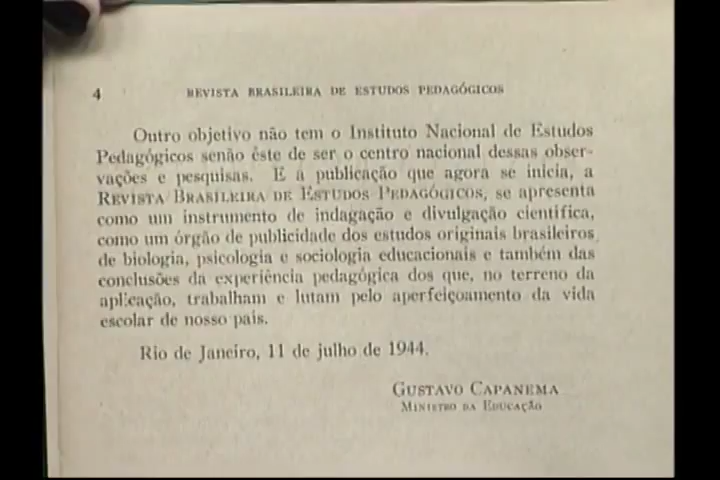 4 REVISTA BRASILEIRA DE ESTUDOS PEDAGÓGICOS
Outro objetivo não tem o Instituto Nacional de Estudos
Pedagógicos senão êste de ser o centro nacional dessas obser-
vações e pesquisas. E a publicação que agora se inicia, a
REVISTA BRASILEIRA DE ESTUDOS PEDAGÓGICOS, se apresenta
como um instrumento de indagação e divulgação científica,
como um órgão de publicidade dos estudos originais brasileiros
de biologia, psicologia e sociologia educacionais e também das
conclusões da experiência pedagógica dos que, no terreno da
aplicação, trabalham e lutam pelo aperfeiçoamento da vida
escolar de nosso país.
Rio de Janeiro, 11 de julho de 1944.
GUSTAVO CAPANEMA
MINISTRO DA EDUCAÇÃO